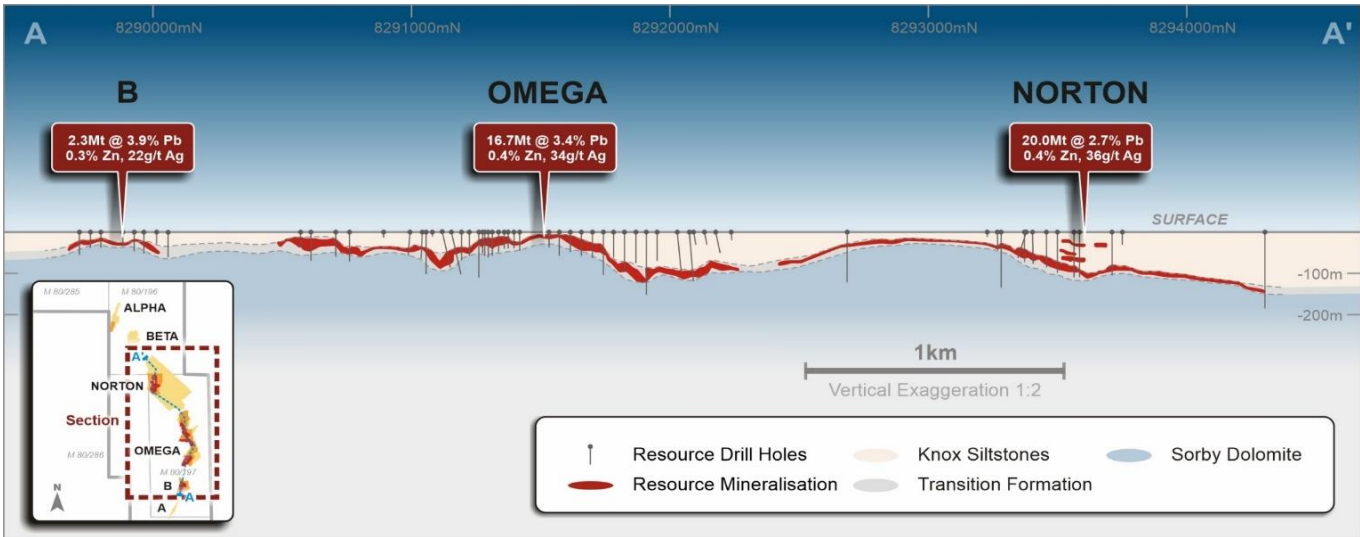 A
8290000mN
8291000mN
8292000mN
8293000mN
8294000mN
A'
B
OMEGA
NORTON
2.3Mt @ 3.9% Pb
0.3% Zn, 22g/t Ag
16.7Mt @ 3.4% Pb
0.4% Zn, 34g/t Ag
20.0Mt @ 2.7% Pb
0.4% Zn, 36g/t Ag
SURFACE
-100m
-200m
M 80/285
M 80/196
ALPHA
BETA
A'
NORTON
Section
OMEGA
M 80/286
M 80/197
B
A
A
N
1km
Vertical Exaggeration 1:2
Resource Drill Holes
Knox Siltstones
Sorby Dolomite
Resource Mineralisation
Transition Formation